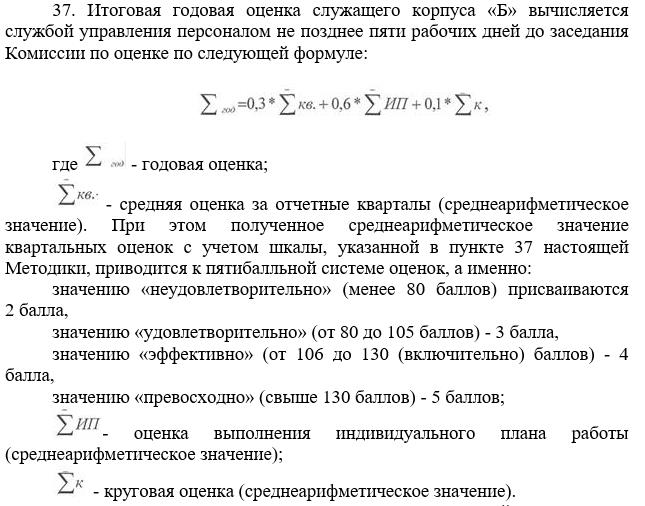 37. Итоговая годовая оценка служащего корпуса «Б» вычисляется
службой управления персоналом не позднее пяти рабочих дней до заседания
Комиссии по оценке по следующей формуле:
∑ год =0,3 * ∑ кв. + 0,6 * ∑ ИП + 0,1 * ∑ к ,
где ∑ год - годовая оценка;
∑ кв. - средняя оценка за отчетные кварталы (среднеарифметическое
значение). При этом полученное среднеарифметическое значение
квартальных оценок с учетом шкалы, указанной в пункте 37 настоящей
Методики, приводится к пятибалльной системе оценок, а именно:
значению «неудовлетворительно» (менее 80 баллов) присваиваются
2 балла,
значению «удовлетворительно» (от 80 до 105 баллов) - 3 балла,
значению «эффективно» (от 106 до 130 (включительно) баллов) - 4
балла,
значению «превосходно» (свыше 130 баллов) - 5 баллов;
∑ ИП - оценка выполнения индивидуального плана работы
(среднеарифметическое значение);
∑ к - круговая оценка (среднеарифметическое значение).